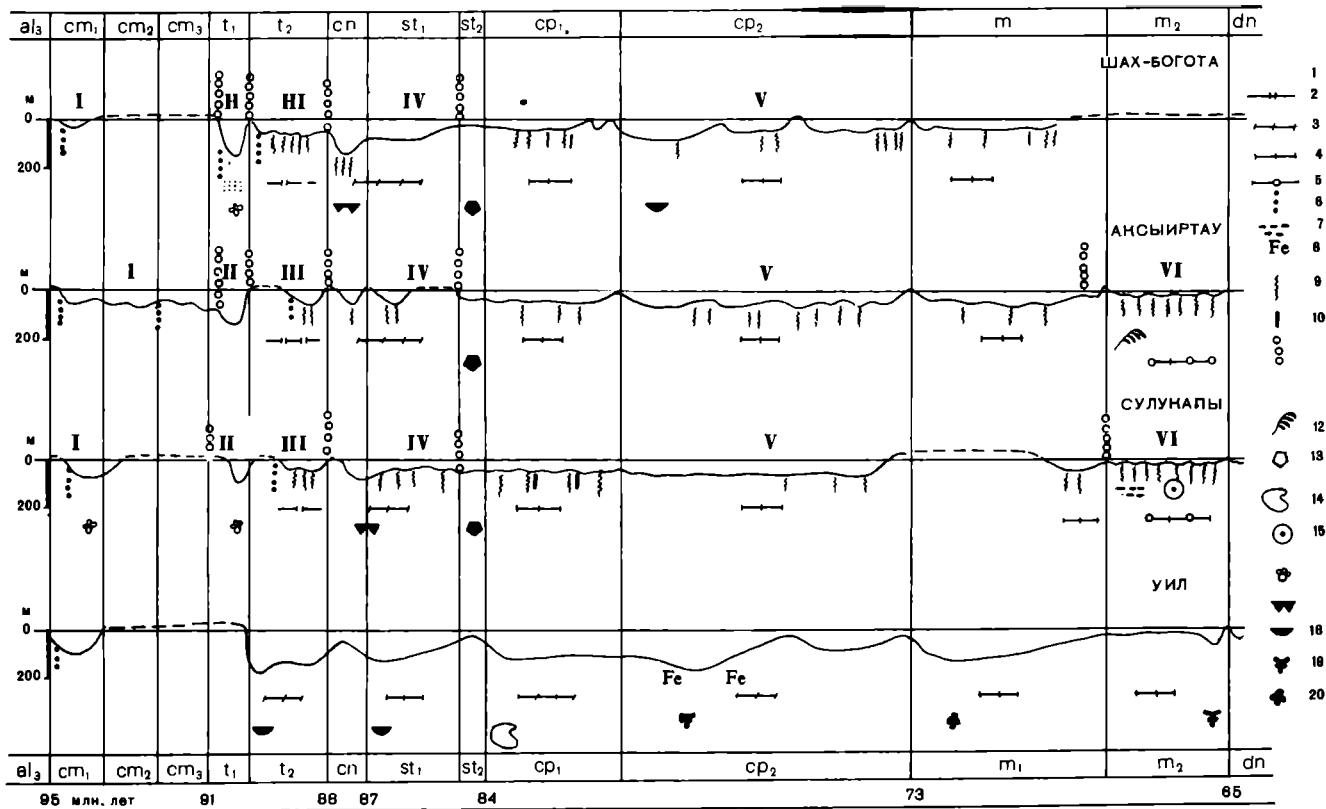 al₃ cm₁ cm₂ cm₃ t₁ t₂ cn st₁ st₂ cp₁. cp₂ m m₂ dn
ШАХ-БОГОТА
м I H HI IV V
0
200
АКСЫИРТАУ
м I II III IV V VI
0
200
СУЛУКАПЫ
м I II III IV V VI
0
200
УИЛ
м
0
200
Fe Fe
al₃ cm₁ cm₂ cm₃ t₁ t₂ cn st₁ st₂ cp₁ cp₂ m₁ m₂ dn
95 млн. лет 91 88 87 84 73 65
1
2
3
4
5
6
7
Fe 8
9
10
12
13
14
15
18
19
20